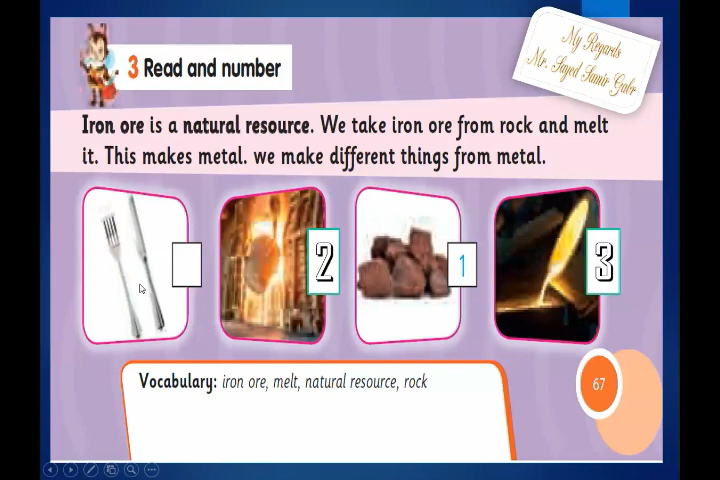 My Regards
Mr. Sayed Samir Gabr
3 Read and number
Iron ore is a natural resource. We take iron ore from rock and melt
it. This makes metal. we make different things from metal.
2
1
3
Vocabulary: iron ore, melt, natural resource, rock
67